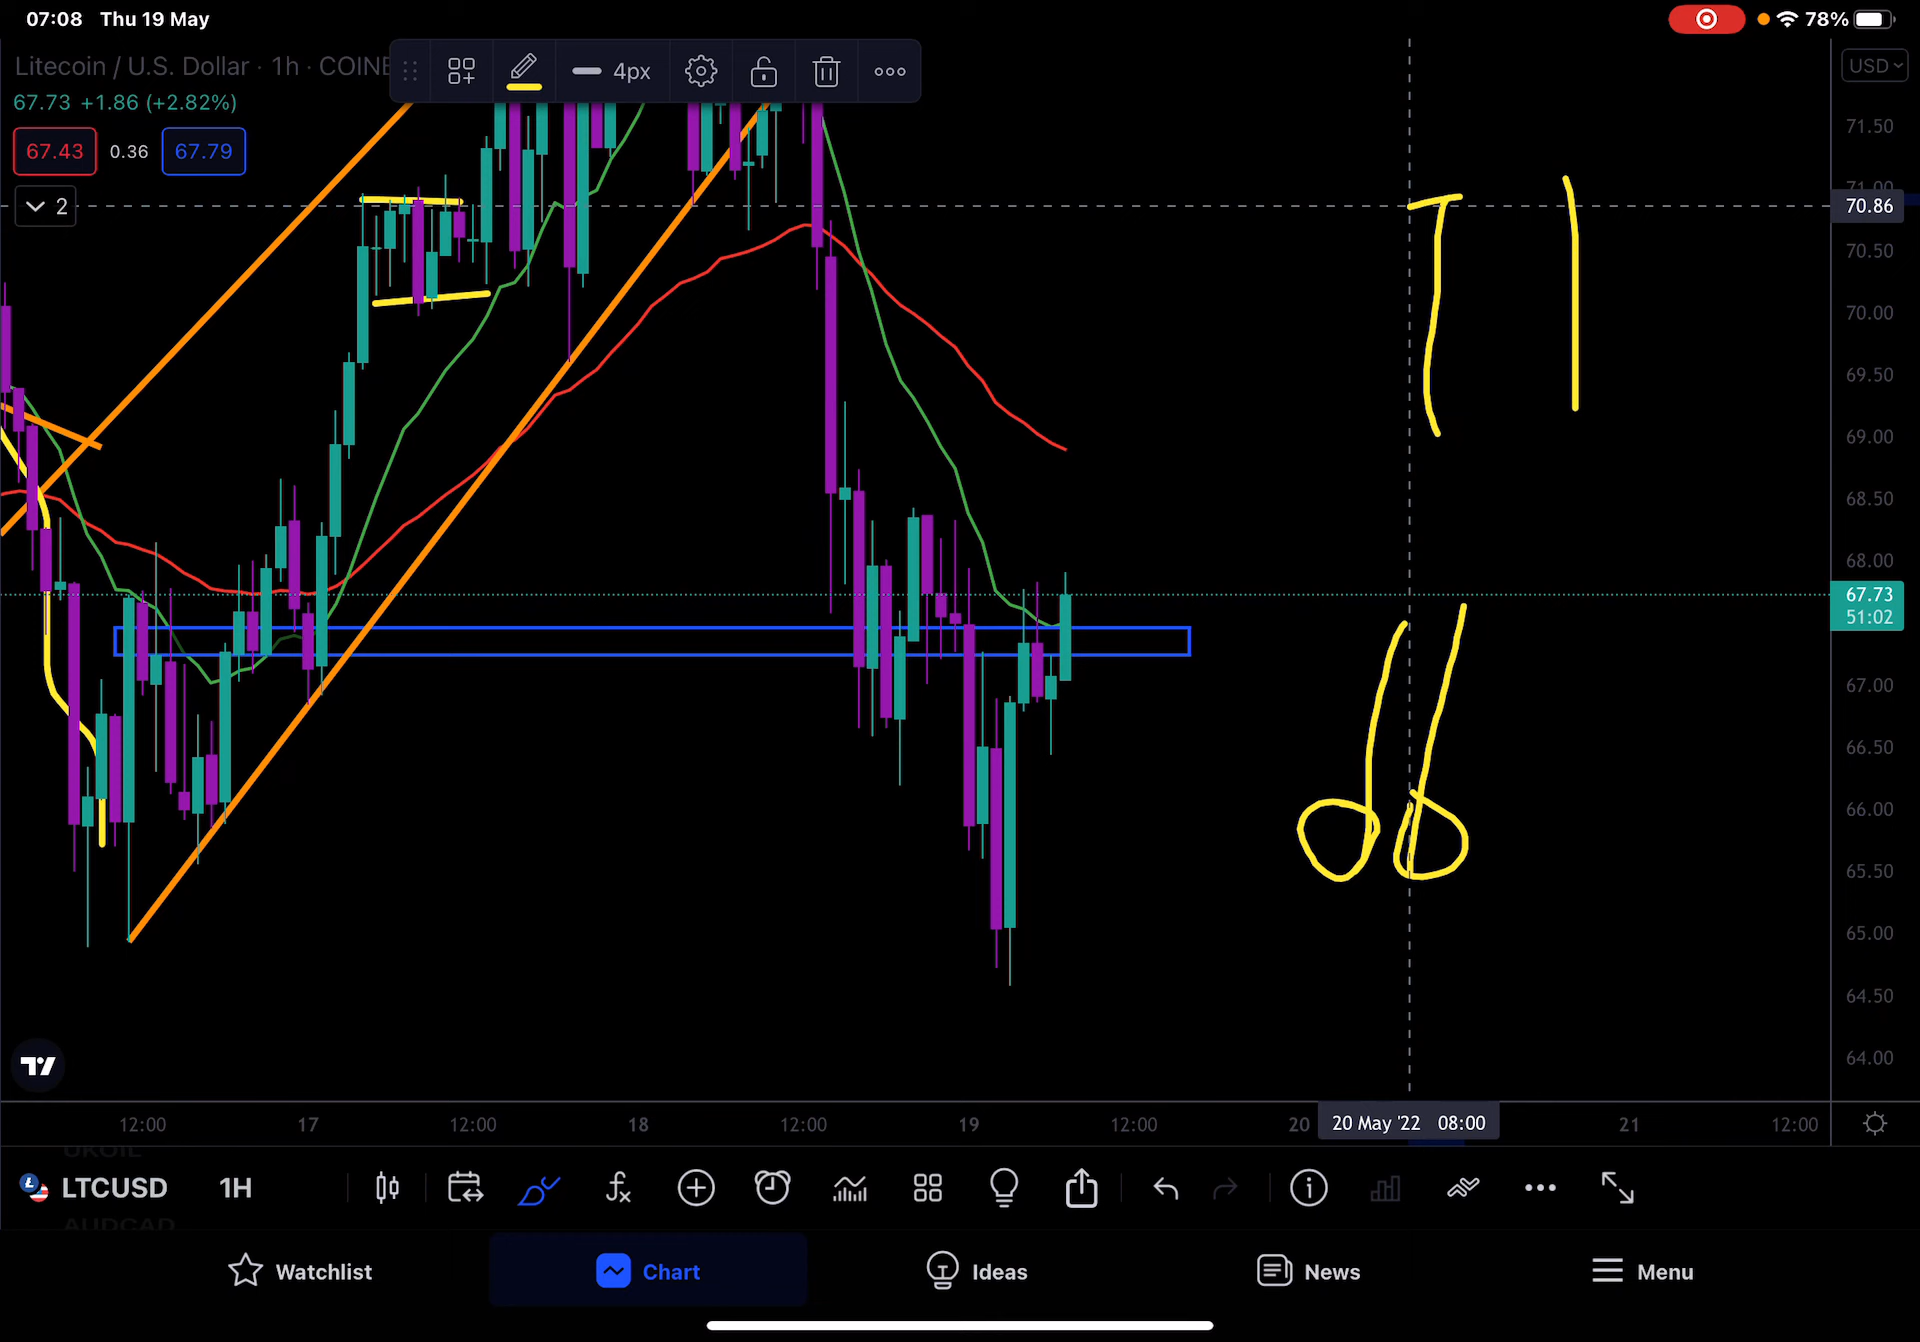 07:08 Thu 19 May 78%
Litecoin / U.S. Dollar · 1h · COINE 4px USD
67.73 +1.86 (+2.82%)
67.43 0.36 67.79
2
71.50
71.00
70.86
70.50
70.00
69.50
69.00
68.50
68.00
67.73
51:02
67.00
66.50
66.00
65.50
65.00
64.50
64.00
12:00 17 12:00 18 12:00 19 12:00 20 20 May '22 08:00 21 12:00
UKOIL
LTCUSD 1H
AUDCAD
Watchlist Chart Ideas News Menu